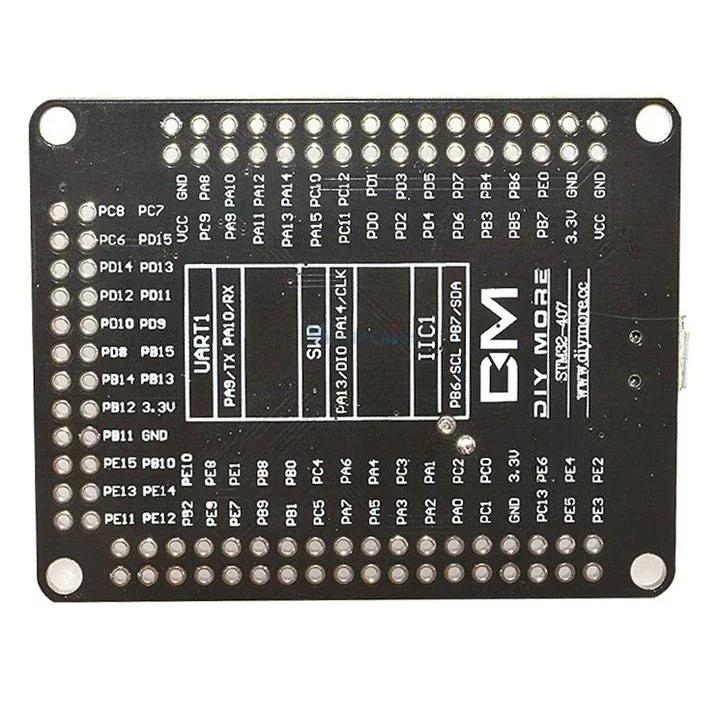 GND PA8 PA10 PA12 PA14 PC10 PC12 PD1 PD3 PD5 PD7 PB4 PB6 PE0 GND GND
VCC PC9 PA9 PA11 PA13 PA15 PC11 PD0 PD2 PD4 PD6 PB3 PB5 PB7 3.3V VCC
PC8 PC7
PC6 PD15
PD14 PD13
PD12 PD11
PD10 PD9
PD8 PB15
PB14 PB13
PB12 3.3V
PB11 GND
PE15 PB10
PE13 PE14
PE11 PE12
UART1
PA9/TX PA10/RX
SWD
PA13/DIO PA14/CLK
IIC1
PB6/SCL PB7/SDA
DM
DIY MORE
STM32-407
www.diymore.cc
PE10 PE8 PE1 PB8 PB0 PC4 PA6 PA4 PC3 PA1 PC2 PC0 3.3V PE6 PE4 PE2
PB2 PE9 PE7 PB9 PB1 PC5 PA7 PA5 PA3 PA2 PA0 PC1 GND PC13 PE5 PE3